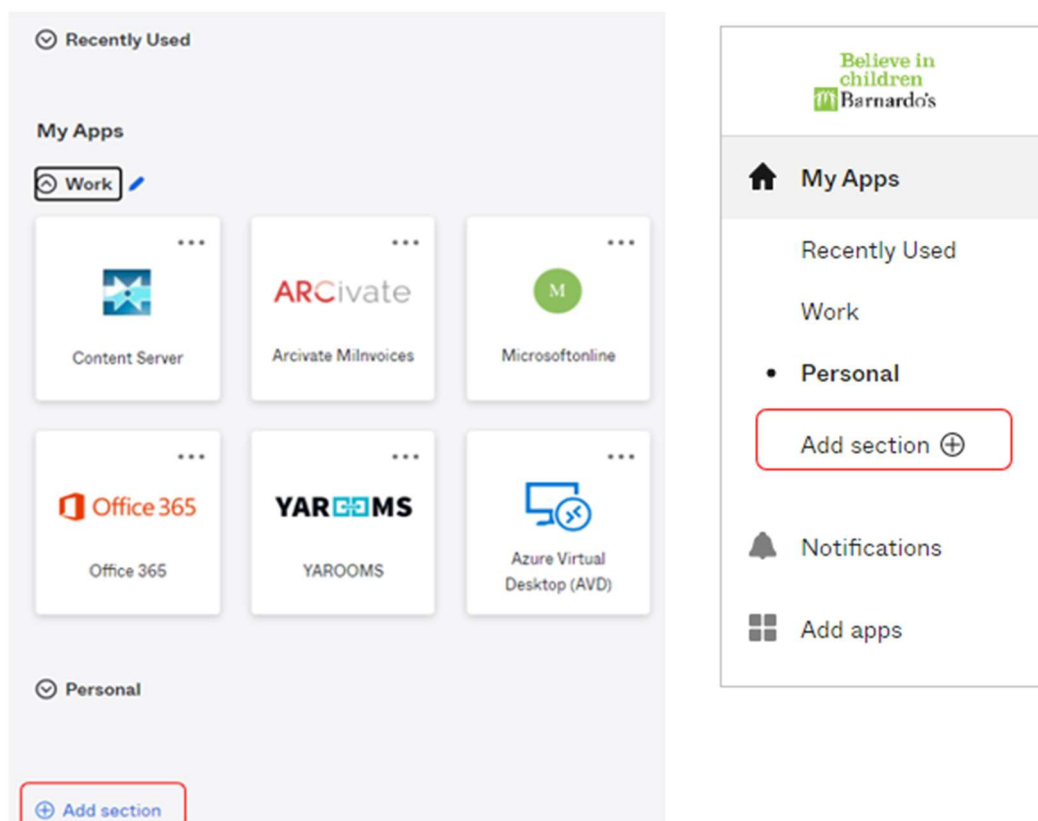 Recently Used
My Apps
Work
Content Server
ARCivate
Arcivate MiInvoices
M
Microsoftonline
Office 365
Office 365
YAROOMS
YAROOMS
Azure Virtual
Desktop (AVD)
Personal
Add section
Believe in
children
Barnardo's
My Apps
Recently Used
Work
Personal
Add section
Notifications
Add apps